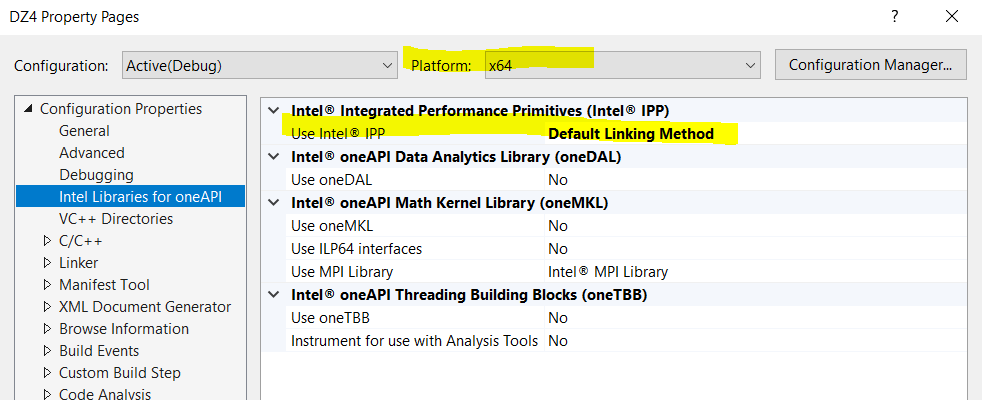 DZ4 Property Pages
? 
Configuration: Active(Debug) Platform: x64 Configuration Manager...
Configuration Properties
General
Advanced
Debugging
Intel Libraries for oneAPI
VC++ Directories
C/C++
Linker
Manifest Tool
XML Document Generator
Browse Information
Build Events
Custom Build Step
Code Analysis
Intel® Integrated Performance Primitives (Intel® IPP)
Use Intel® IPP Default Linking Method
Intel® oneAPI Data Analytics Library (oneDAL)
Use oneDAL No
Intel® oneAPI Math Kernel Library (oneMKL)
Use oneMKL No
Use ILP64 interfaces No
Use MPI Library Intel® MPI Library
Intel® oneAPI Threading Building Blocks (oneTBB)
Use oneTBB No
Instrument for use with Analysis Tools No